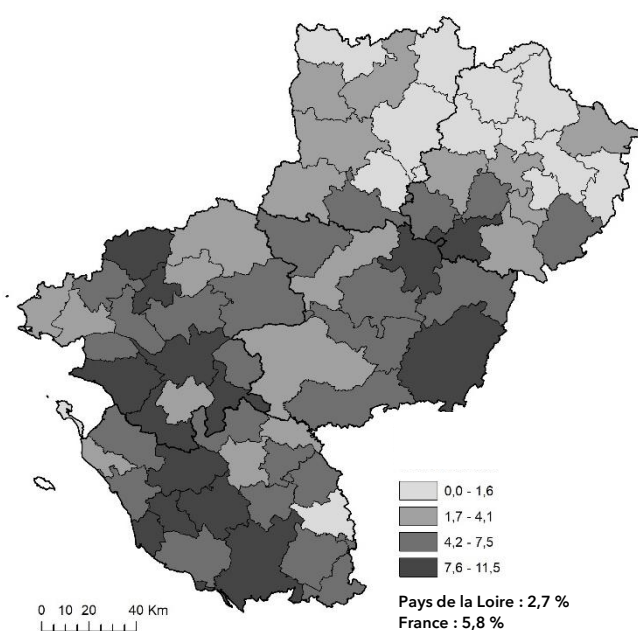 0,0 - 1,6
1,7 - 4,1
4,2 - 7,5
7,6 - 11,5
0 10 20 40 Km
Pays de la Loire : 2,7 %
France : 5,8 %